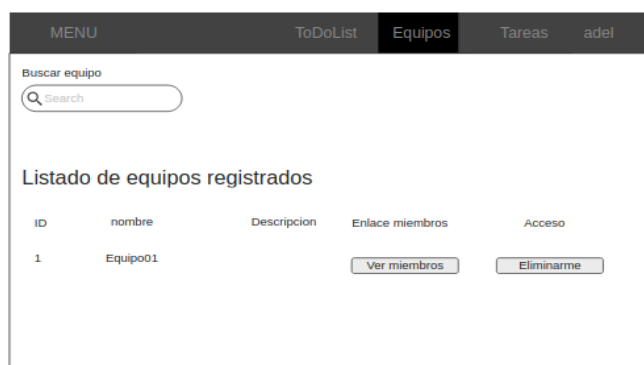 MENU ToDoList Equipos Tareas adel
Buscar equipo
Search
Listado de equipos registrados
ID nombre Descripcion Enlace miembros Acceso
1 Equipo01 Ver miembros Eliminarme